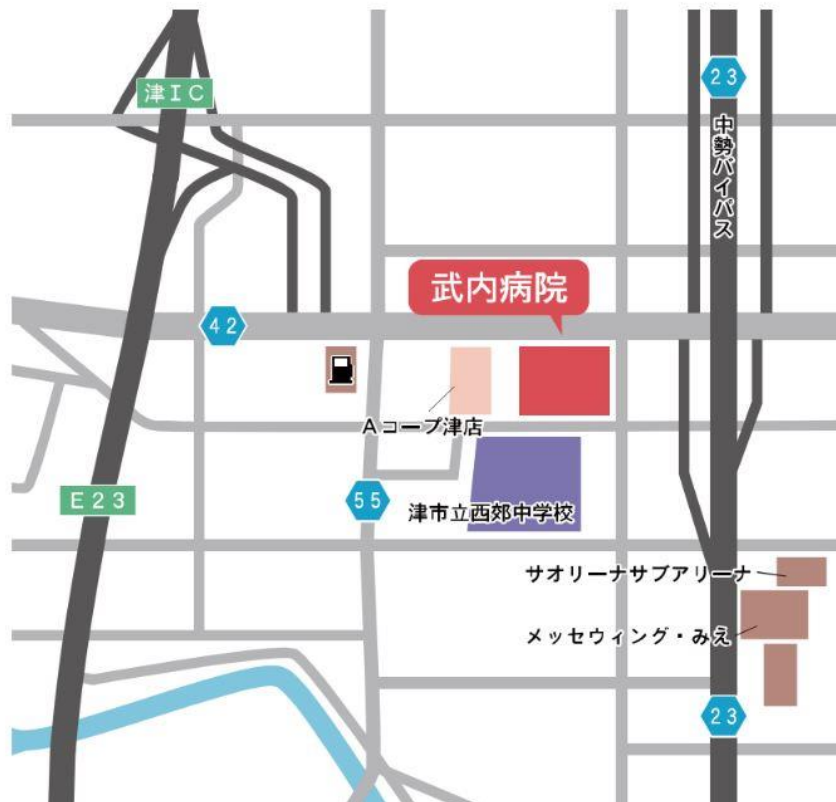 津IC
23
中勢バイパス
武内病院
42
Aコープ津店
E23
55
津市立西郊中学校
サオリーナサブアリーナ
メッセウィング・みえ
23